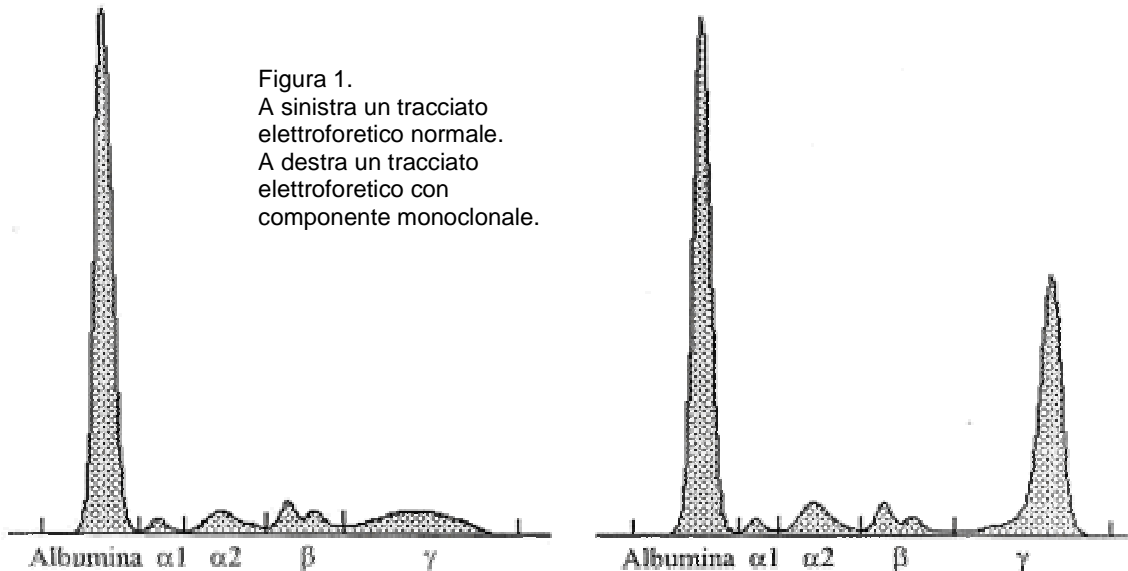 Figura 1.
A sinistra un tracciato
elettroforetico normale.
A destra un tracciato
elettroforetico con
componente monoclonale.
Albumina α1 α2 β γ
Albumina α1 α2 β γ